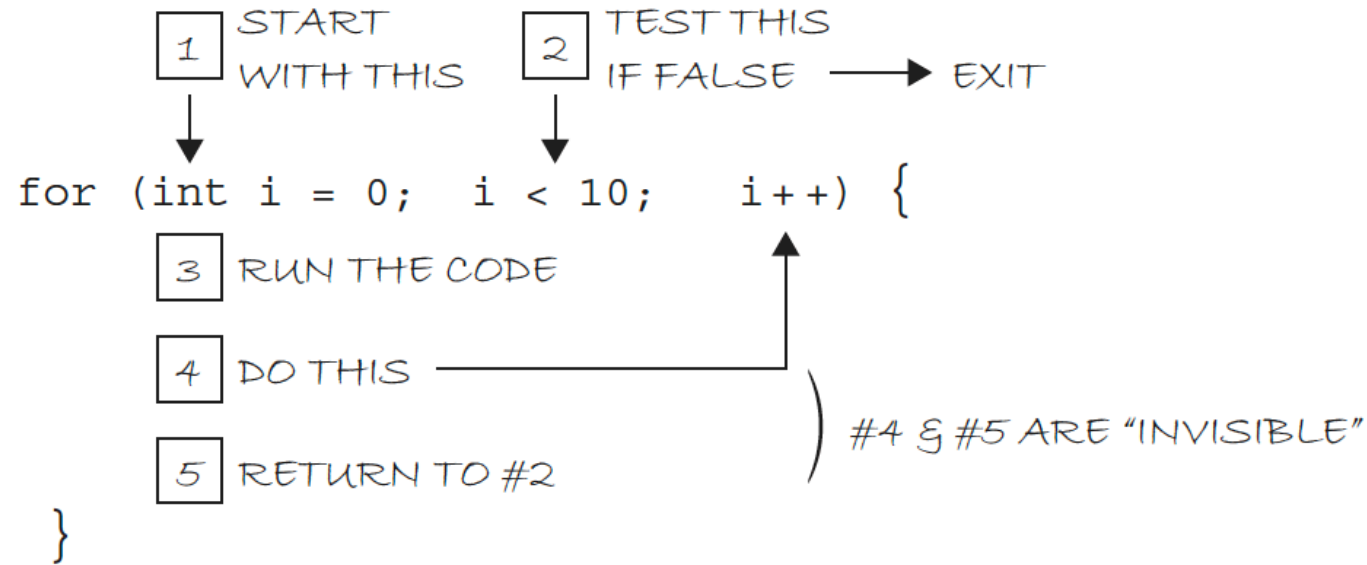 1 START
WITH THIS
2 TEST THIS
IF FALSE EXIT
for (int i = 0; i < 10; i++) {
3 RUN THE CODE
4 DO THIS
#4 & #5 ARE “INVISIBLE”
5 RETURN TO #2
}